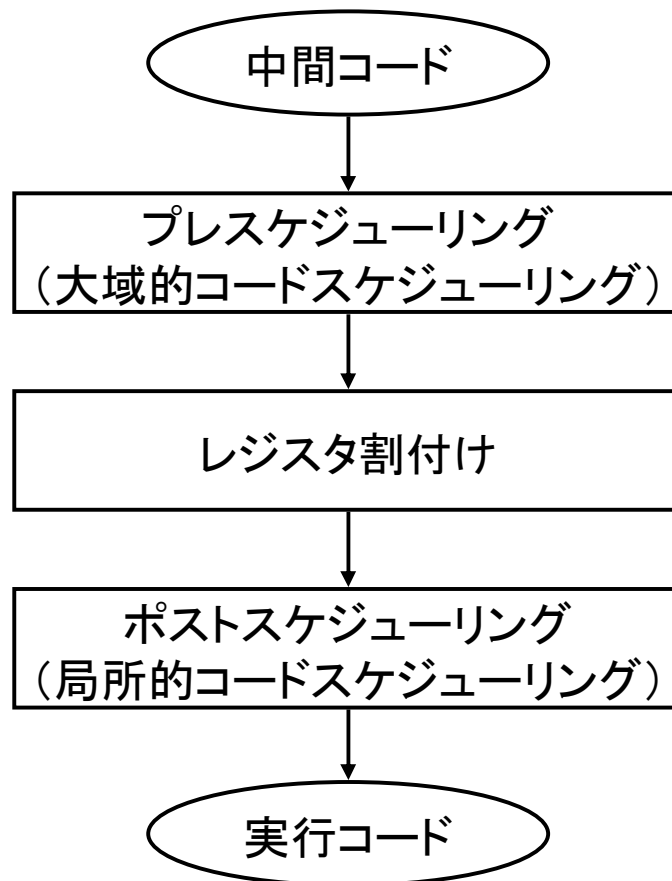 中間コード
プレスケジューリング
（大域的コードスケジューリング）
レジスタ割付け
ポストスケジューリング
（局所的コードスケジューリング）
実行コード